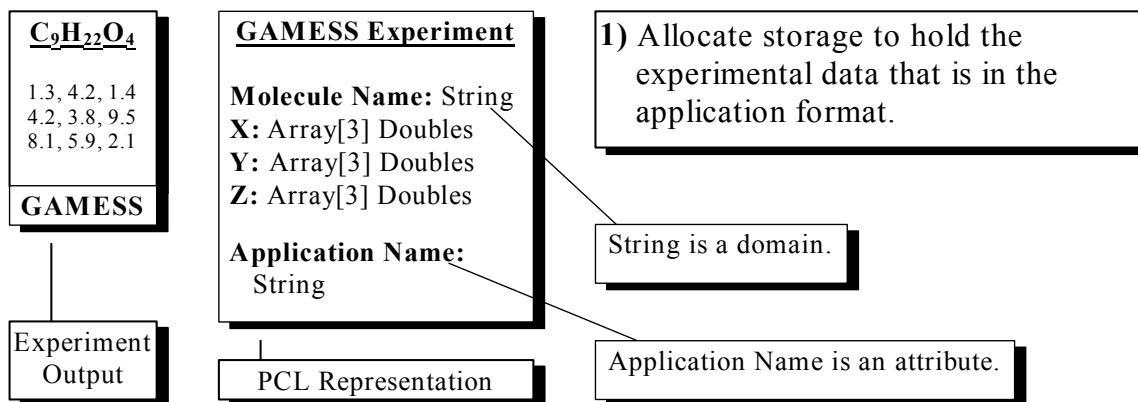 C9H22O4
1.3, 4.2, 1.4
4.2, 3.8, 9.5
8.1, 5.9, 2.1
GAMESS
Experiment
Output
GAMESS Experiment
Molecule Name: String
X: Array[3] Doubles
Y: Array[3] Doubles
Z: Array[3] Doubles
Application Name:
String
PCL Representation
1) Allocate storage to hold the
experimental data that is in the
application format.
String is a domain.
Application Name is an attribute.